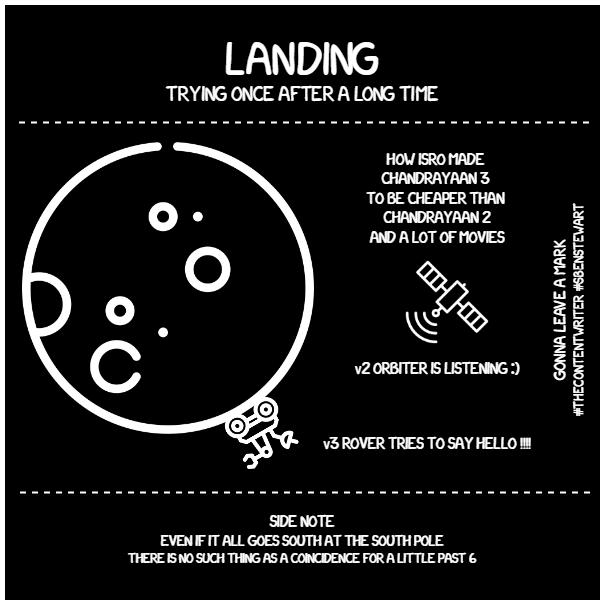 LANDING
TRYING ONCE AFTER A LONG TIME
HOW ISRO MADE
CHANDRAYAAN 3
TO BE CHEAPER THAN
CHANDRAYAAN 2
AND A LOT OF MOVIES
v2 ORBITER IS LISTENING :)
v3 ROVER TRIES TO SAY HELLO !!!!
GONNA LEAVE A MARK
#THECONTENTWRITER #SBENSTEWART
SIDE NOTE
EVEN IF IT ALL GOES SOUTH AT THE SOUTH POLE
THERE IS NO SUCH THING AS A COINCIDENCE FOR A LITTLE PAST 6